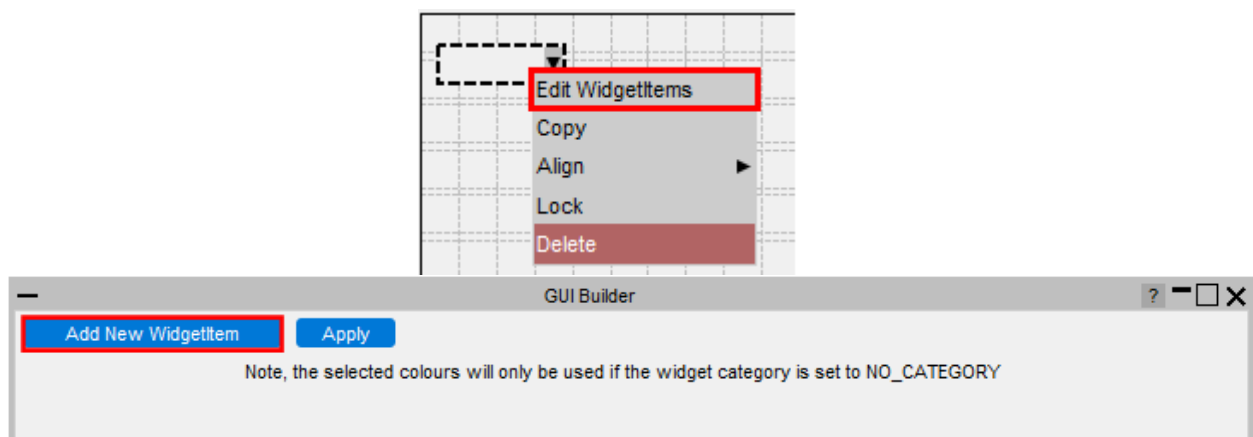 Edit WidgetItems
Copy
Align
Lock
Delete
GUI Builder ?
Add New WidgetItem Apply
Note, the selected colours will only be used if the widget category is set to NO_CATEGORY